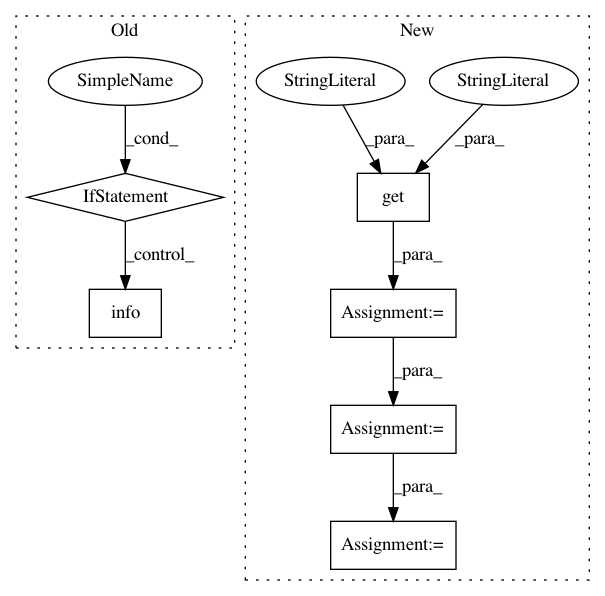 Old
New
SimpleName
StringLiteral
StringLiteral
_cond_
_para_
_para_
IfStatement
get
_control_
_para_
info
Assignment:=
_para_
Assignment:=
_para_
Assignment:=